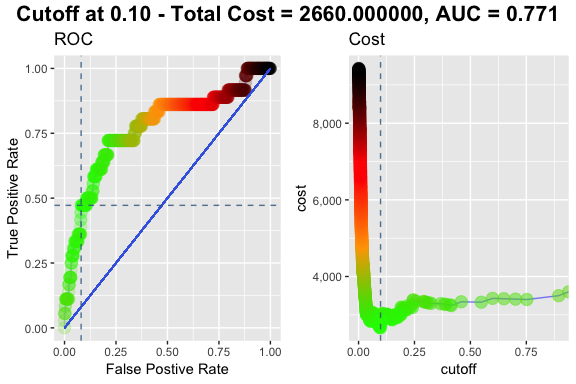 Cutoff at 0.10 - Total Cost = 2660.000000, AUC = 0.771
ROC
1.00
0.75
0.50
0.25
0.00
True Positive Rate
0.00 0.25 0.50 0.75 1.00
False Postive Rate
Cost
8,000
6,000
4,000
cost
0.00 0.25 0.50 0.75
cutoff